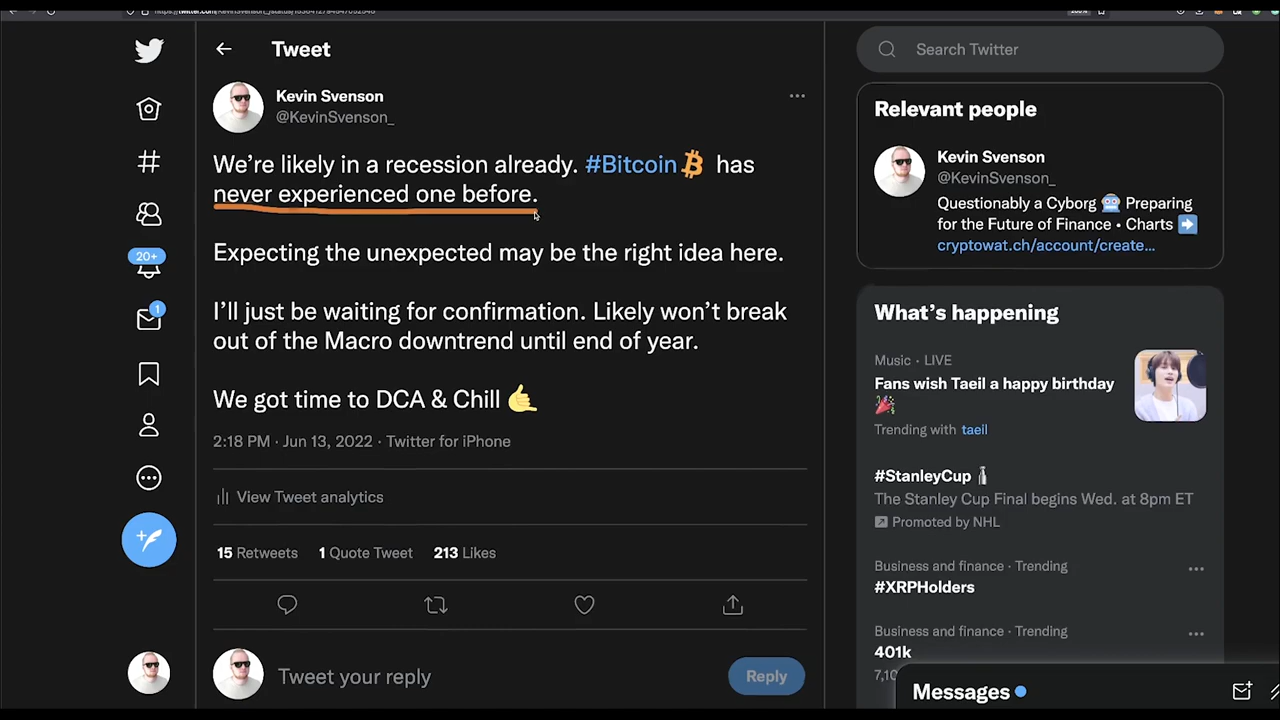 Tweet
Kevin Svenson
@KevinSvenson_
We're likely in a recession already. #Bitcoin has
never experienced one before.
Expecting the unexpected may be the right idea here.
I'll just be waiting for confirmation. Likely won't break
out of the Macro downtrend until end of year.
We got time to DCA & Chill 🤙
2:18 PM · Jun 13, 2022 · Twitter for iPhone
View Tweet analytics
15 Retweets 1 Quote Tweet 213 Likes
Tweet your reply
Reply
20+
1
Search Twitter
Relevant people
Kevin Svenson
@KevinSvenson_
Questionably a Cyborg 🤖 Preparing
for the Future of Finance • Charts ➡️
cryptowat.ch/account/create…
What's happening
Music · LIVE
Fans wish Taeil a happy birthday
🎉
Trending with taeil
#StanleyCup
The Stanley Cup Final begins Wed. at 8pm ET
Promoted by NHL
Business and finance · Trending
#XRPHolders
Business and finance · Trending
401k
Messages